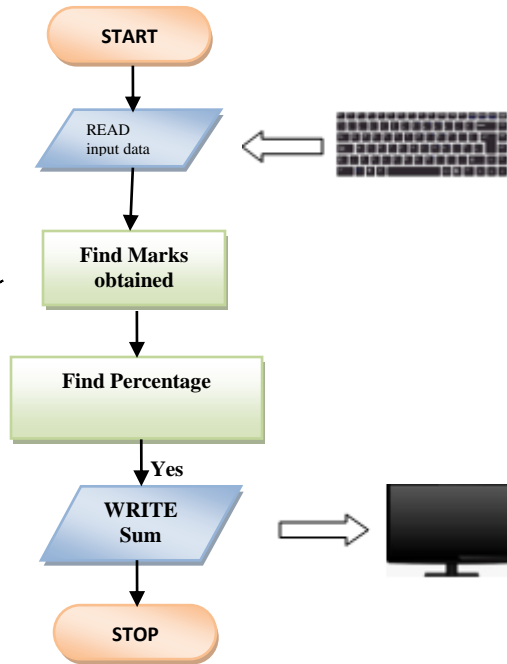 START
READ
input data
Find Marks
obtained
Find Percentage
Yes
WRITE
Sum
STOP